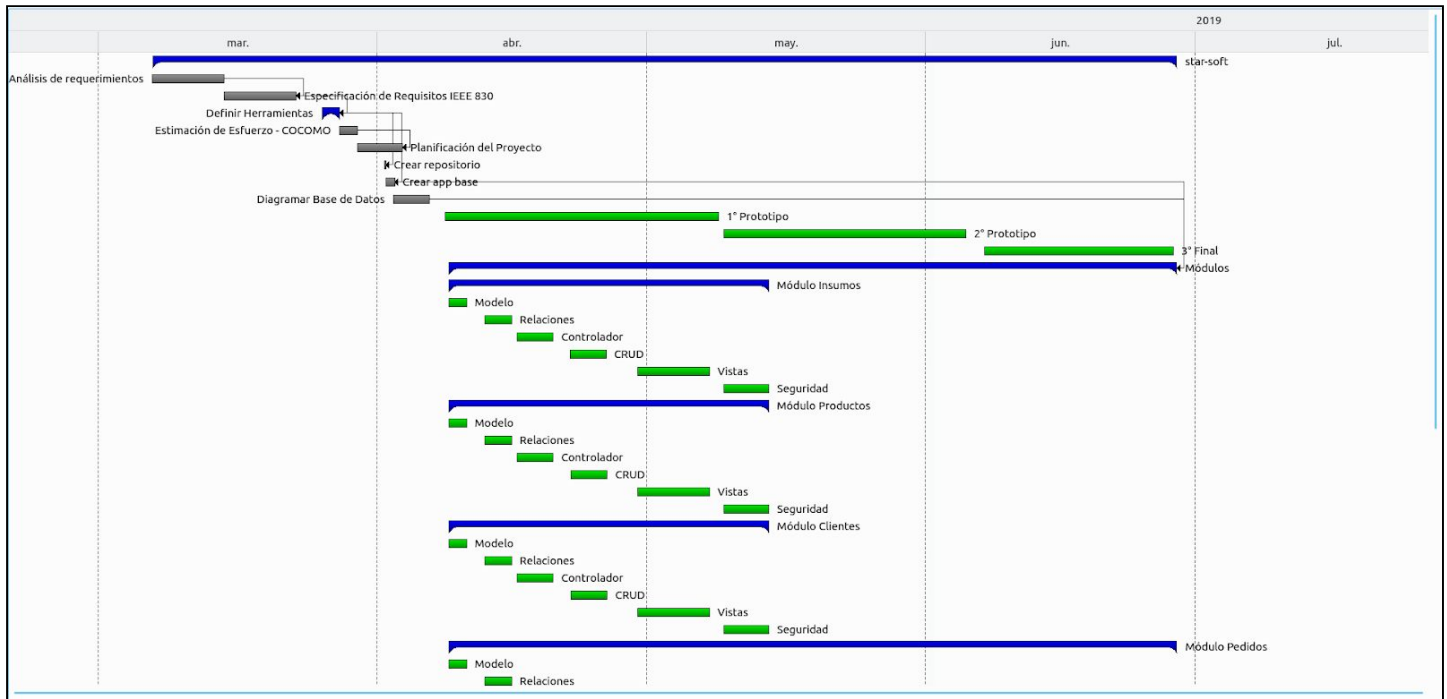 2019
mar. abr. may. jun. jul.
star-soft
Análisis de requerimientos
Especificación de Requisitos IEEE 830
Definir Herramientas
Estimación de Esfuerzo - COCOMO
Planificación del Proyecto
Crear repositorio
Crear app base
Diagramar Base de Datos
1° Prototipo
2° Prototipo
3° Final
Módulos
Módulo Insumos
Modelo
Relaciones
Controlador
CRUD
Vistas
Seguridad
Módulo Productos
Modelo
Relaciones
Controlador
CRUD
Vistas
Seguridad
Módulo Clientes
Modelo
Relaciones
Controlador
CRUD
Vistas
Seguridad
Módulo Pedidos
Modelo
Relaciones